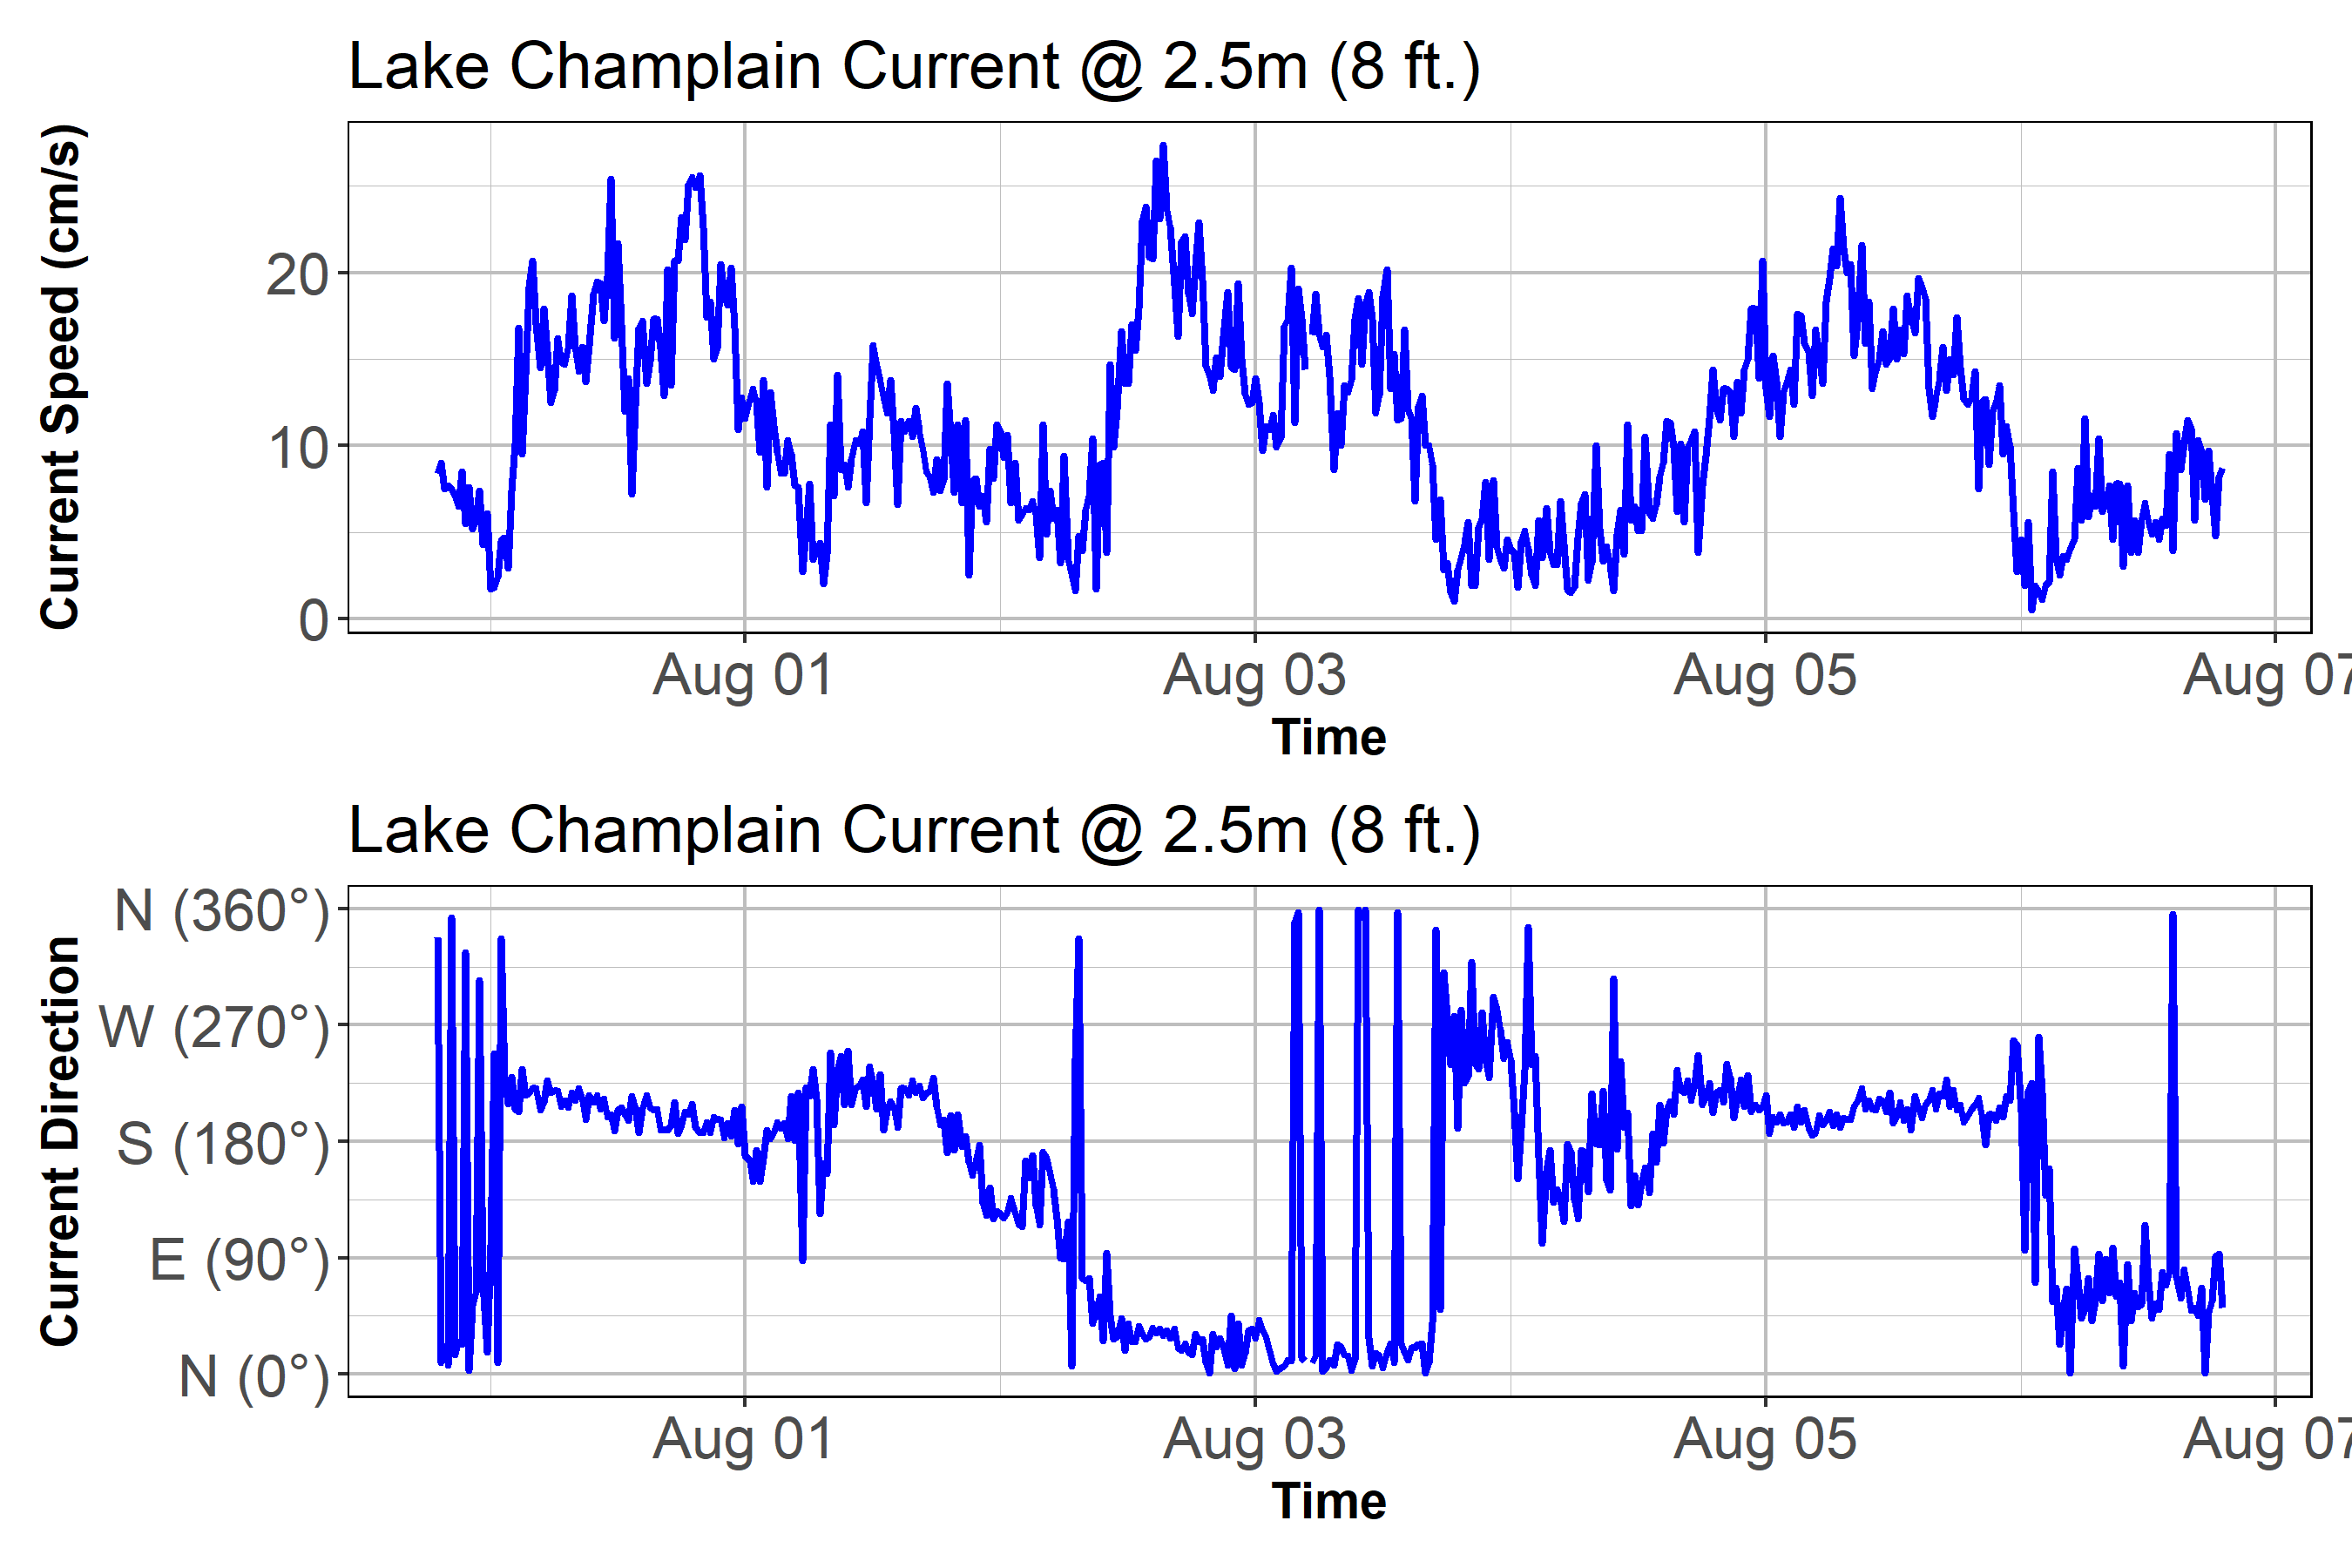 Lake Champlain Current @ 2.5m (8 ft.)
Current Speed (cm/s)
20
10
0
Aug 01 Aug 03 Aug 05 Aug 07
Time
Lake Champlain Current @ 2.5m (8 ft.)
Current Direction
N (360°)
W (270°)
S (180°)
E (90°)
N (0°)
Aug 01 Aug 03 Aug 05 Aug 07
Time